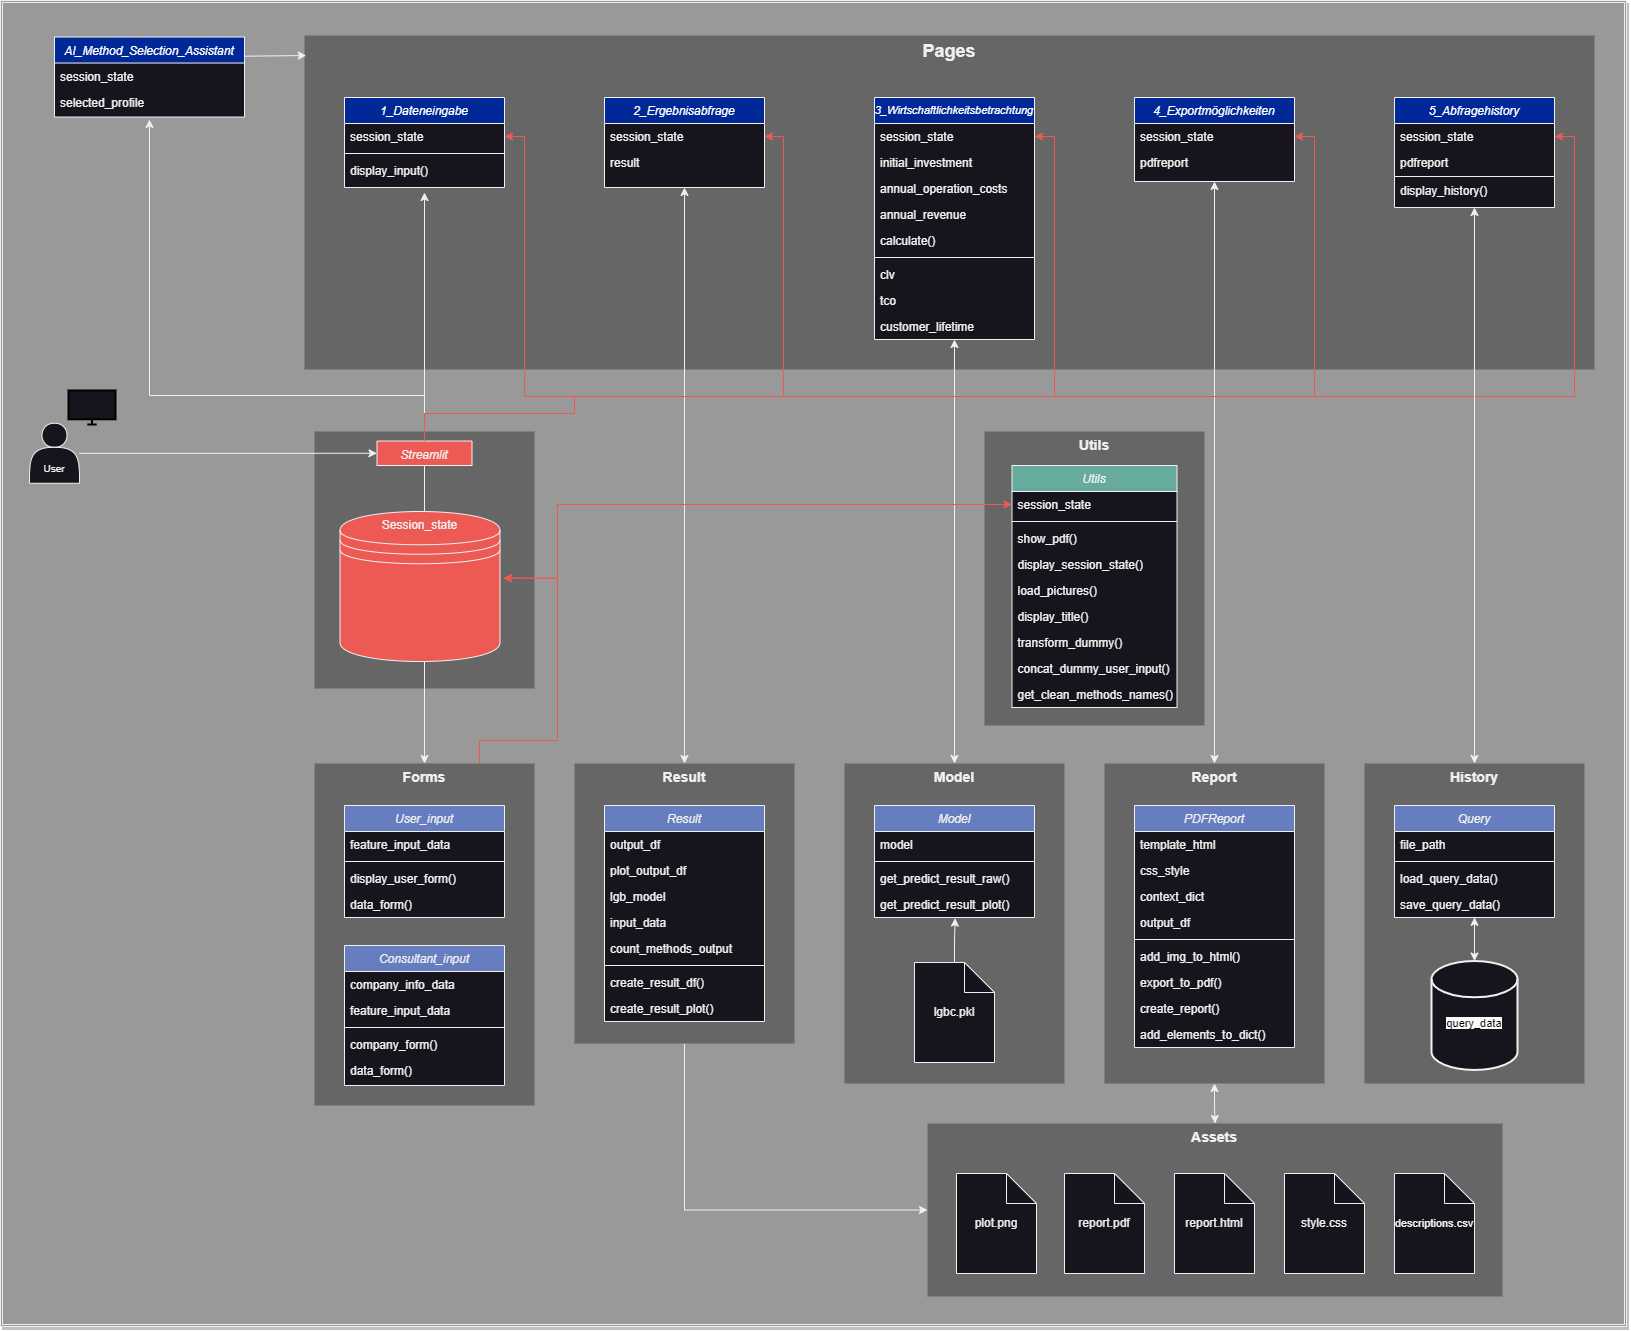 AI_Method_Selection_Assistant
session_state
selected_profile
Pages
1_Dateneingabe
session_state
display_input()
2_Ergebnisabfrage
session_state
result
3_Wirtschaftlichkeitsbetrachtung
session_state
initial_investment
annual_operation_costs
annual_revenue
calculate()
clv
tco
customer_lifetime
4_Exportmöglichkeiten
session_state
pdfreport
5_Abfragehistory
session_state
pdfreport
display_history()
User
Streamlit
Session_state
Utils
Utils
session_state
show_pdf()
display_session_state()
load_pictures()
display_title()
transform_dummy()
concat_dummy_user_input()
get_clean_methods_names()
Forms
User_input
feature_input_data
display_user_form()
data_form()
Consultant_input
company_info_data
feature_input_data
company_form()
data_form()
Result
Result
output_df
plot_output_df
lgb_model
input_data
count_methods_output
create_result_df()
create_result_plot()
Model
Model
model
get_predict_result_raw()
get_predict_result_plot()
lgbc.pkl
Report
PDFReport
template_html
css_style
context_dict
output_df
add_img_to_html()
export_to_pdf()
create_report()
add_elements_to_dict()
History
Query
file_path
load_query_data()
save_query_data()
query_data
Assets
plot.png
report.pdf
report.html
style.css
descriptions.csv